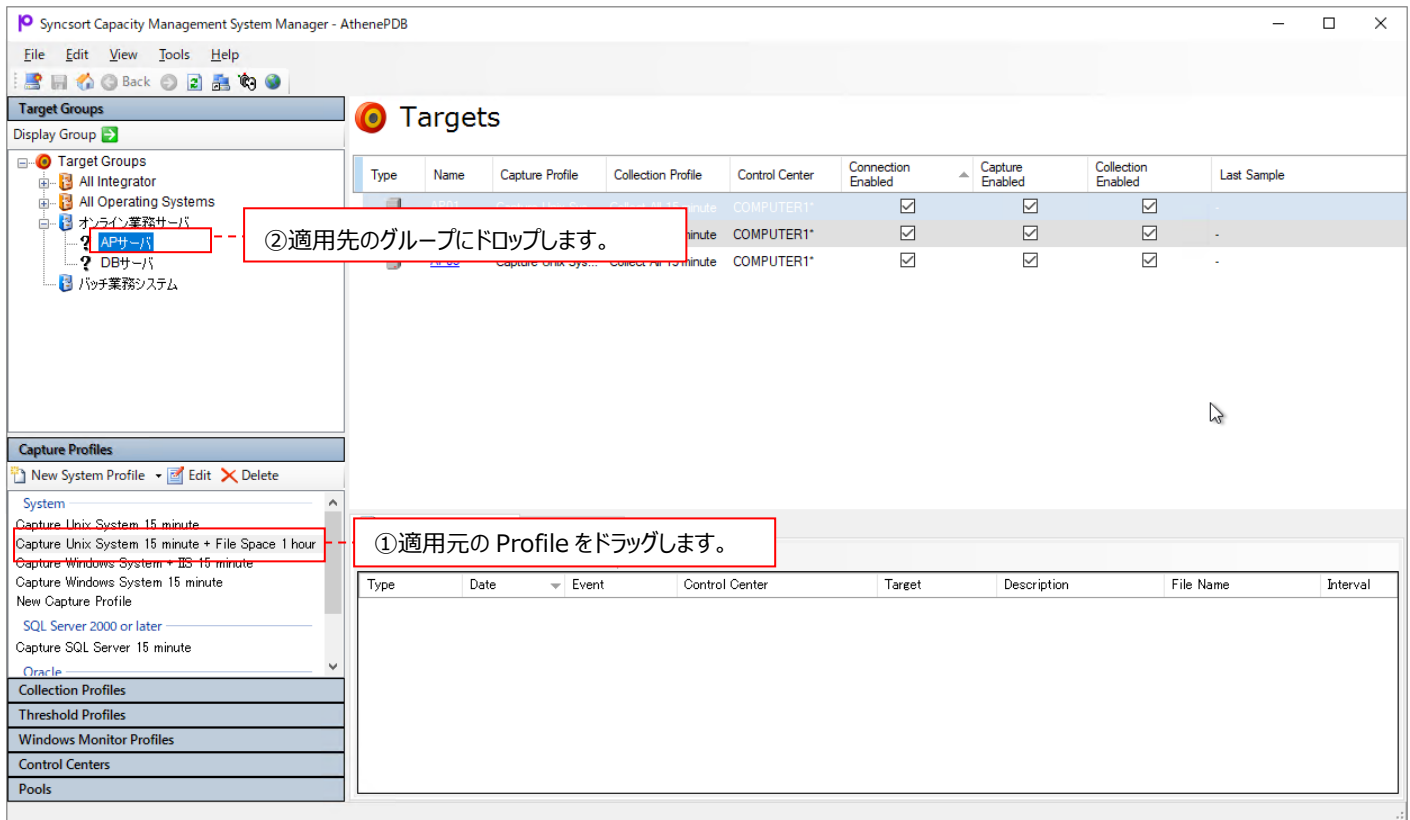 Syncsort Capacity Management System Manager - AthenePDB
File Edit View Tools Help
Back
Target Groups
Display Group
Target Groups
All Integrator
All Operating Systems
オンライン業務サーバ
APサーバ
DBサーバ
バッチ業務システム
②適用先のグループにドロップします。
Targets
Type Name Capture Profile Collection Profile Control Center Connection Enabled Capture Enabled Collection Enabled Last Sample
minute COMPUTER1* -
minute COMPUTER1* -
Capture Unix Sys... Collect All 15 minute COMPUTER1* -
Capture Profiles
New System Profile Edit Delete
System
Capture Unix System 15 minute
Capture Unix System 15 minute + File Space 1 hour
Capture Windows System + IIS 15 minute
Capture Windows System 15 minute
New Capture Profile
SQL Server 2000 or later
Capture SQL Server 15 minute
Oracle
①適用元の Profile をドラッグします。
Type Date Event Control Center Target Description File Name Interval
Collection Profiles
Threshold Profiles
Windows Monitor Profiles
Control Centers
Pools